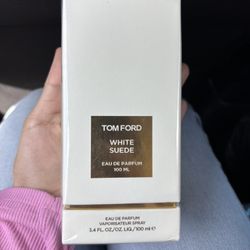 TOM FORD
WHITE
SUEDE
EAU DE PARFUM
100 ML
EAU DE PARFUM
VAPORISATEUR SPRAY
3.4 FL.OZ./OZ.LIQ/100 ml ℮